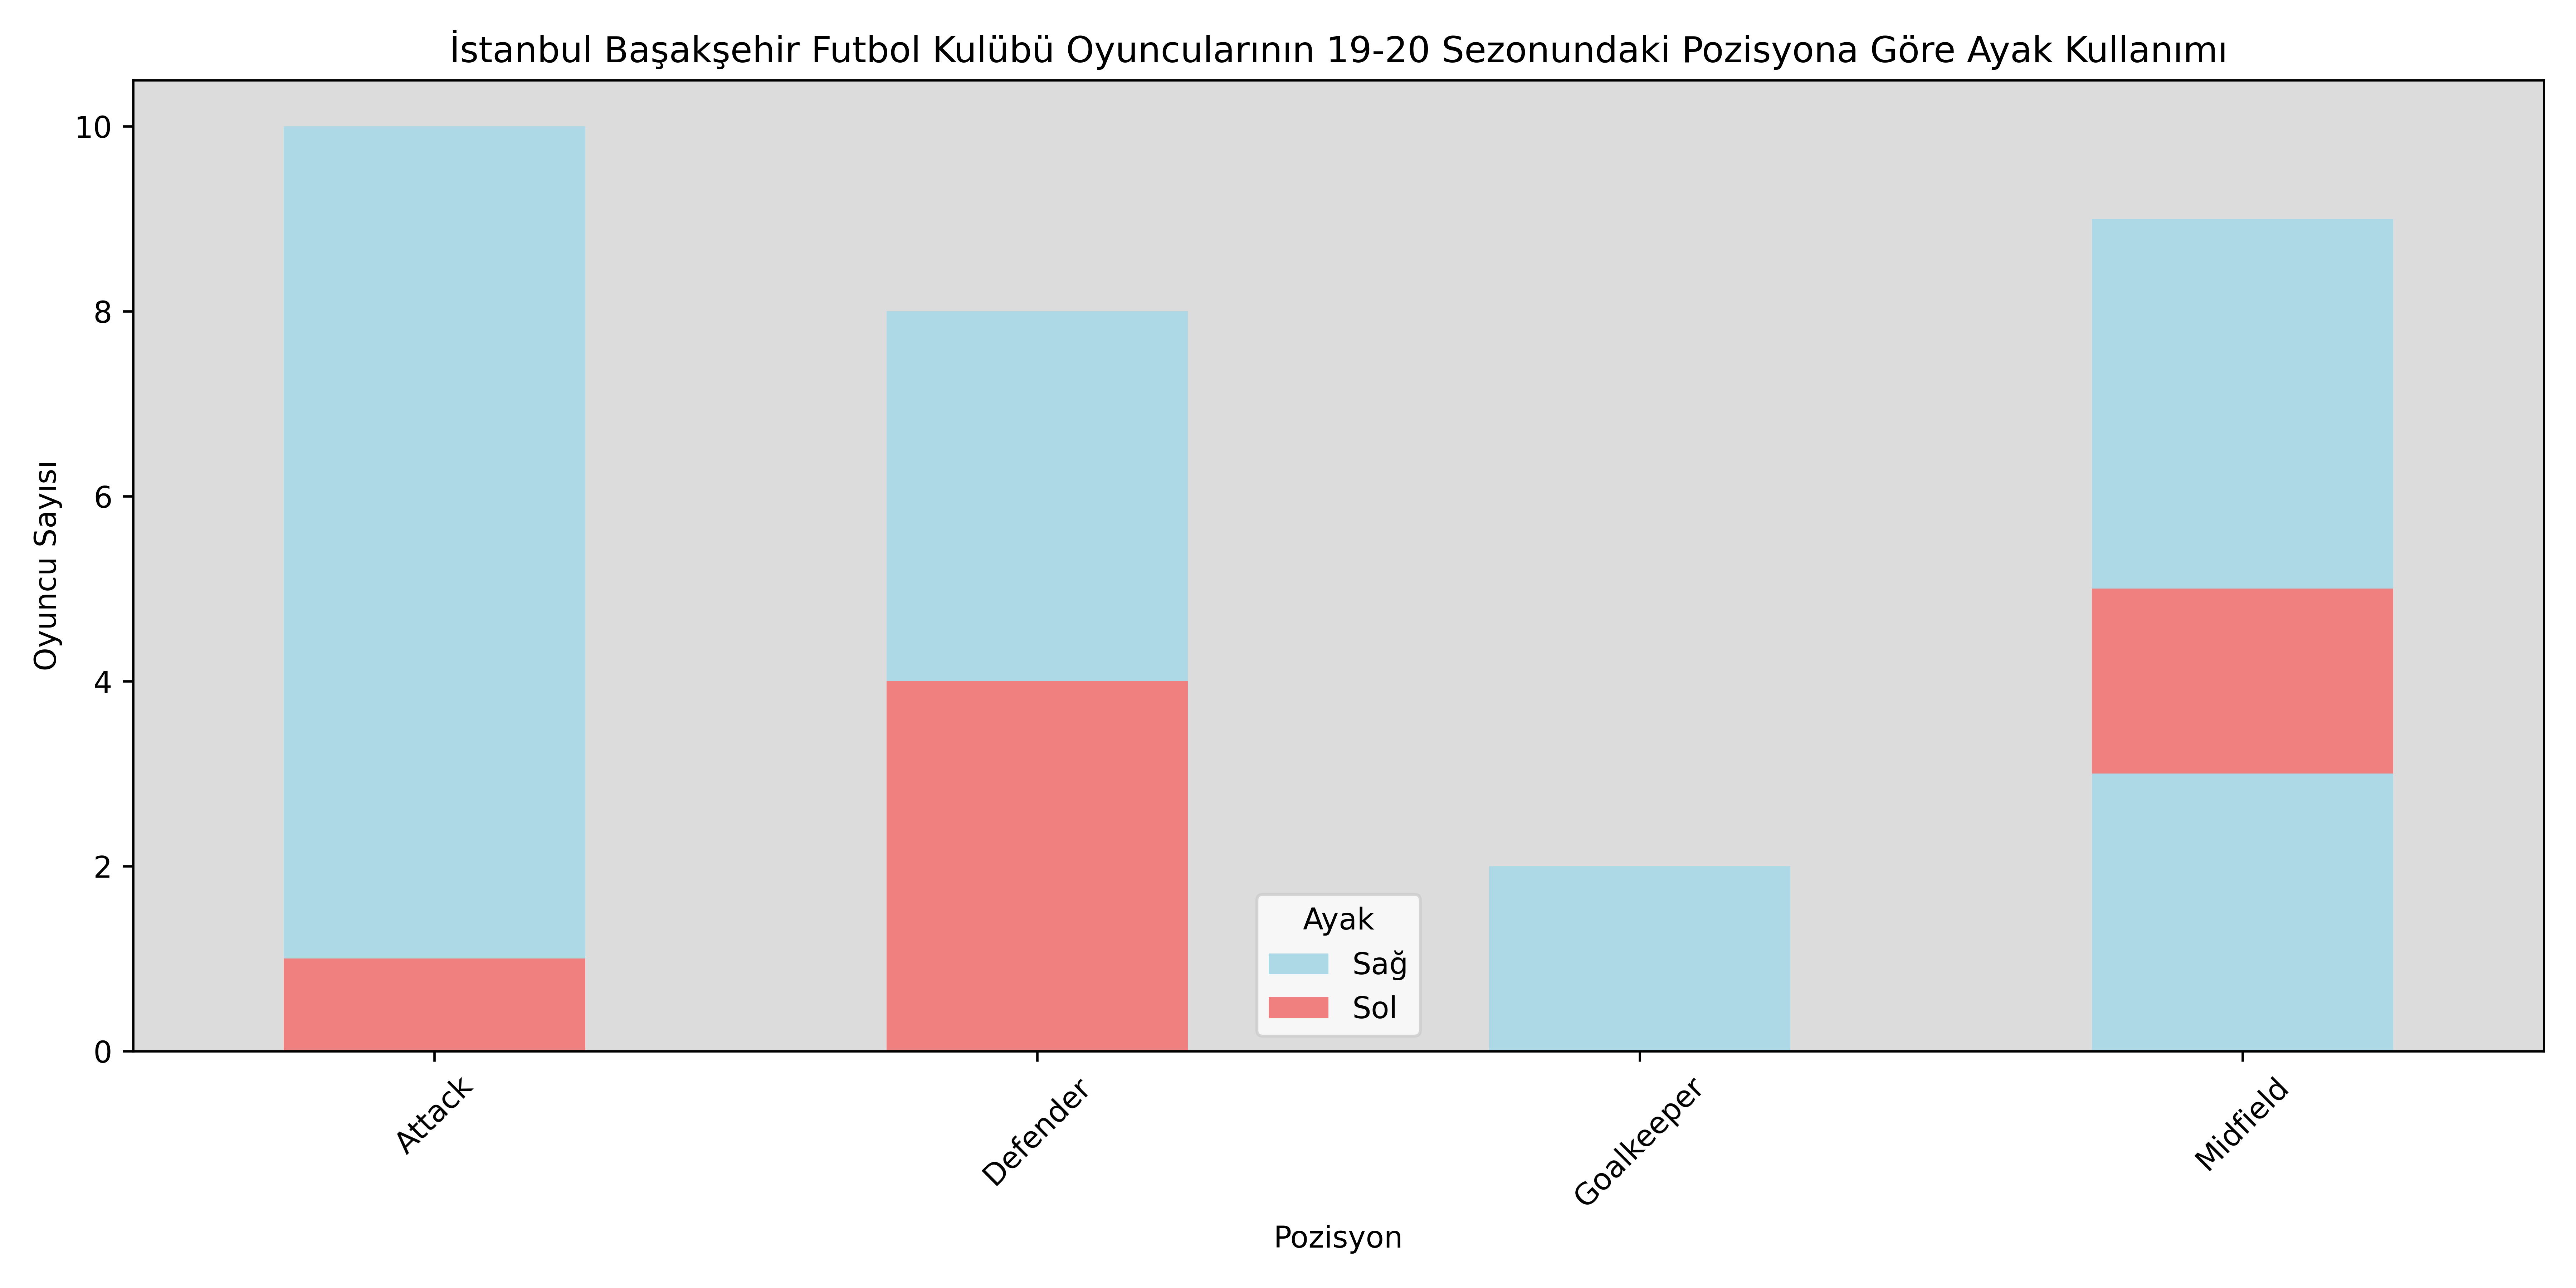 İstanbul Başakşehir Futbol Kulübü Oyuncularının 19-20 Sezonundaki Pozisyona Göre Ayak Kullanımı
10
8
6
4
2
0
Oyuncu Sayısı
Ayak
Sağ
Sol
Attack
Defender
Goalkeeper
Midfield
Pozisyon